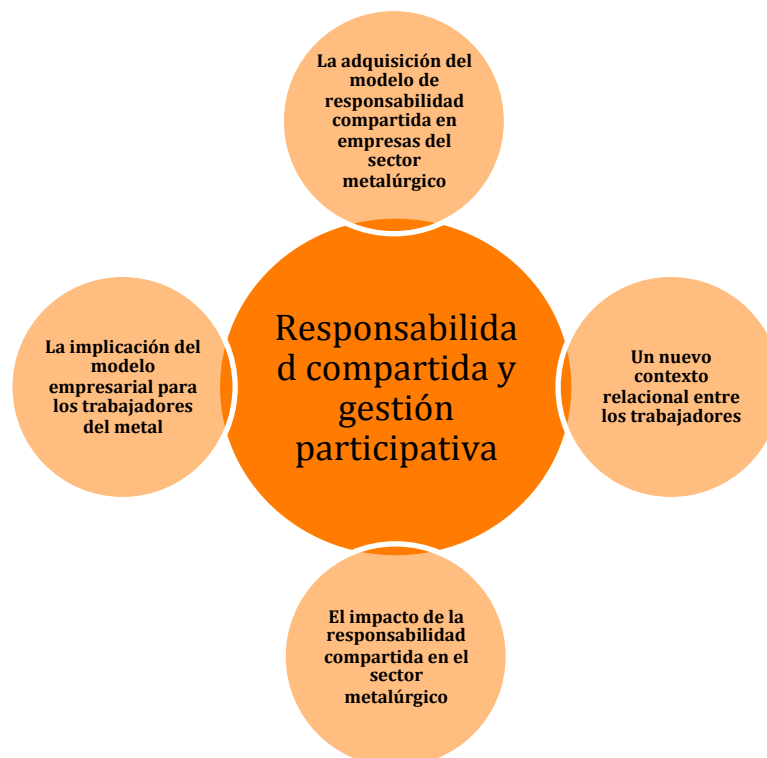 La adquisición del
modelo de
responsabilidad
compartida en
empresas del
sector
metalúrgico
Responsabilida
d compartida y
gestión
participativa
La implicación del
modelo
empresarial para
los trabajadores
del metal
Un nuevo
contexto
relacional entre
los trabajadores
El impacto de la
responsabilidad
compartida en el
sector
metalúrgico